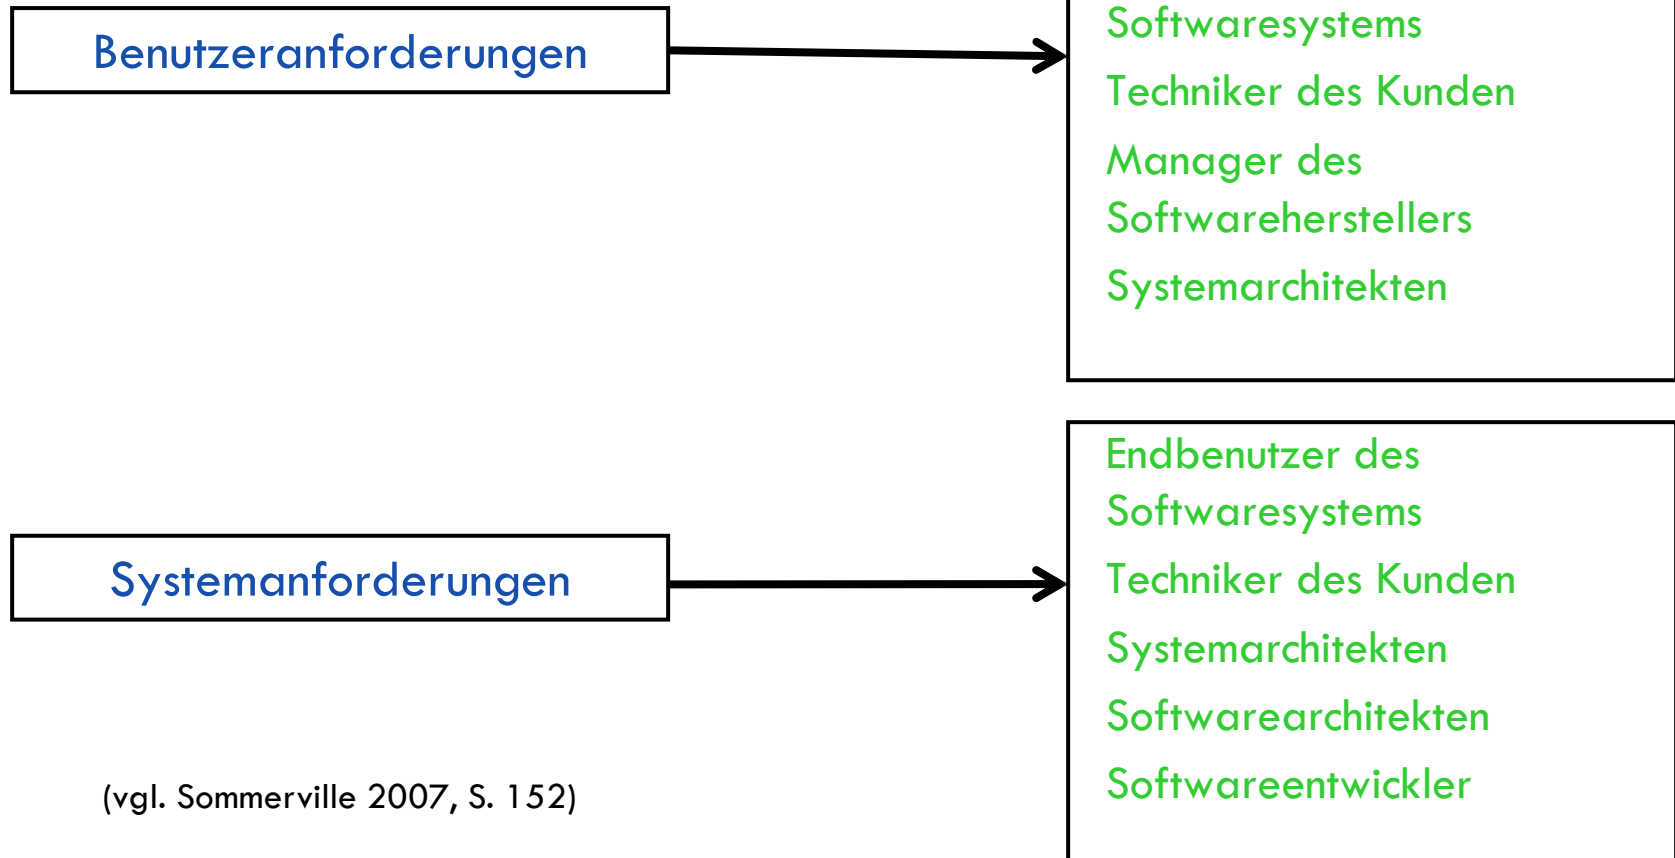 Benutzeranforderungen
Softwaresystems
Techniker des Kunden
Manager des
Softwareherstellers
Systemarchitekten
Systemanforderungen
Endbenutzer des
Softwaresystems
Techniker des Kunden
Systemarchitekten
Softwarearchitekten
Softwareentwickler
(vgl. Sommerville 2007, S. 152)